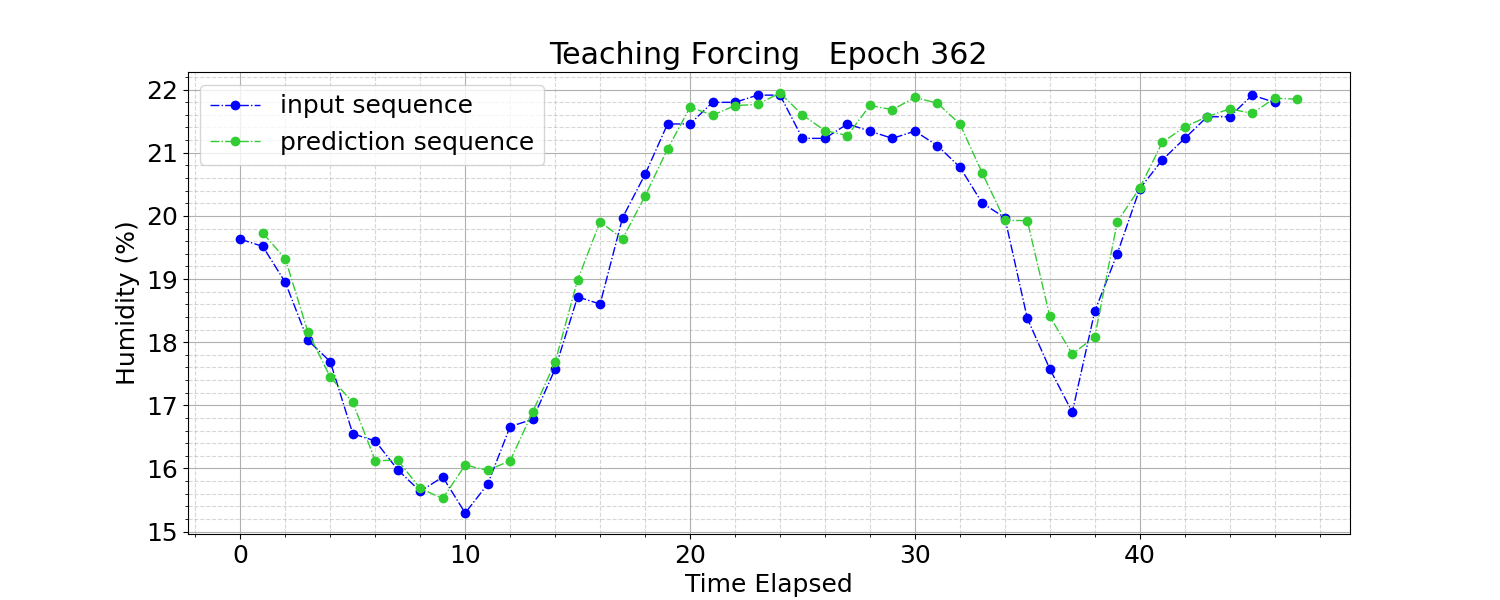 Teaching Forcing   Epoch 362
input sequence
prediction sequence
Humidity (%)
22
21
20
19
18
17
16
15
0 10 20 30 40
Time Elapsed